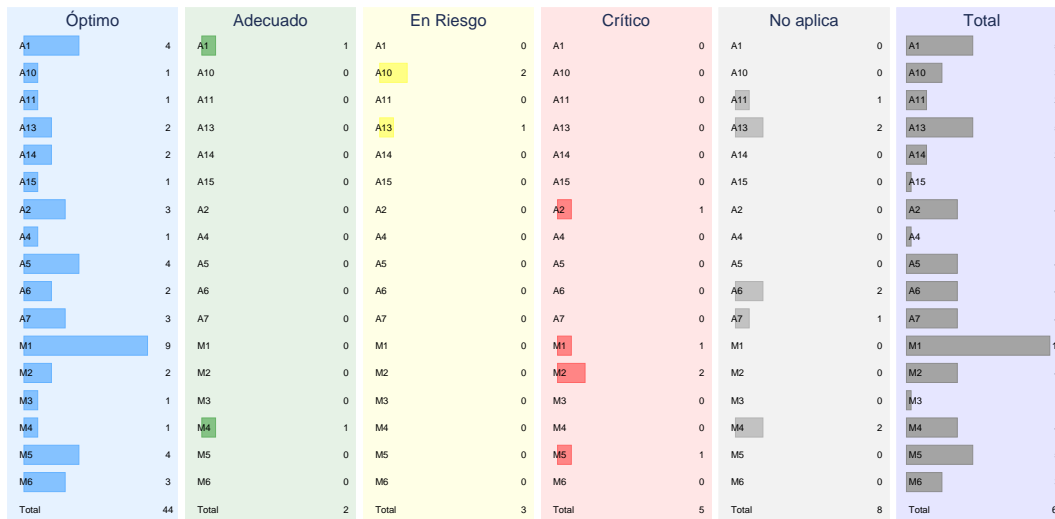 Óptimo Adecuado En Riesgo Crítico No aplica Total
A1 4 A1 1 A1 0 A1 0 A1 0 A1
A10 1 A10 0 A10 2 A10 0 A10 0 A10
A11 1 A11 0 A11 0 A11 0 A11 1 A11
A13 2 A13 0 A13 1 A13 0 A13 2 A13
A14 2 A14 0 A14 0 A14 0 A14 0 A14
A15 1 A15 0 A15 0 A15 0 A15 0 A15
A2 3 A2 0 A2 0 A2 1 A2 0 A2
A4 1 A4 0 A4 0 A4 0 A4 0 A4
A5 4 A5 0 A5 0 A5 0 A5 0 A5
A6 2 A6 0 A6 0 A6 0 A6 2 A6
A7 3 A7 0 A7 0 A7 0 A7 1 A7
M1 9 M1 0 M1 0 M1 1 M1 0 M1
M2 2 M2 0 M2 0 M2 2 M2 0 M2
M3 1 M3 0 M3 0 M3 0 M3 0 M3
M4 1 M4 1 M4 0 M4 0 M4 2 M4
M5 4 M5 0 M5 0 M5 1 M5 0 M5
M6 3 M6 0 M6 0 M6 0 M6 0 M6
Total 44 Total 2 Total 3 Total 5 Total 8 Total